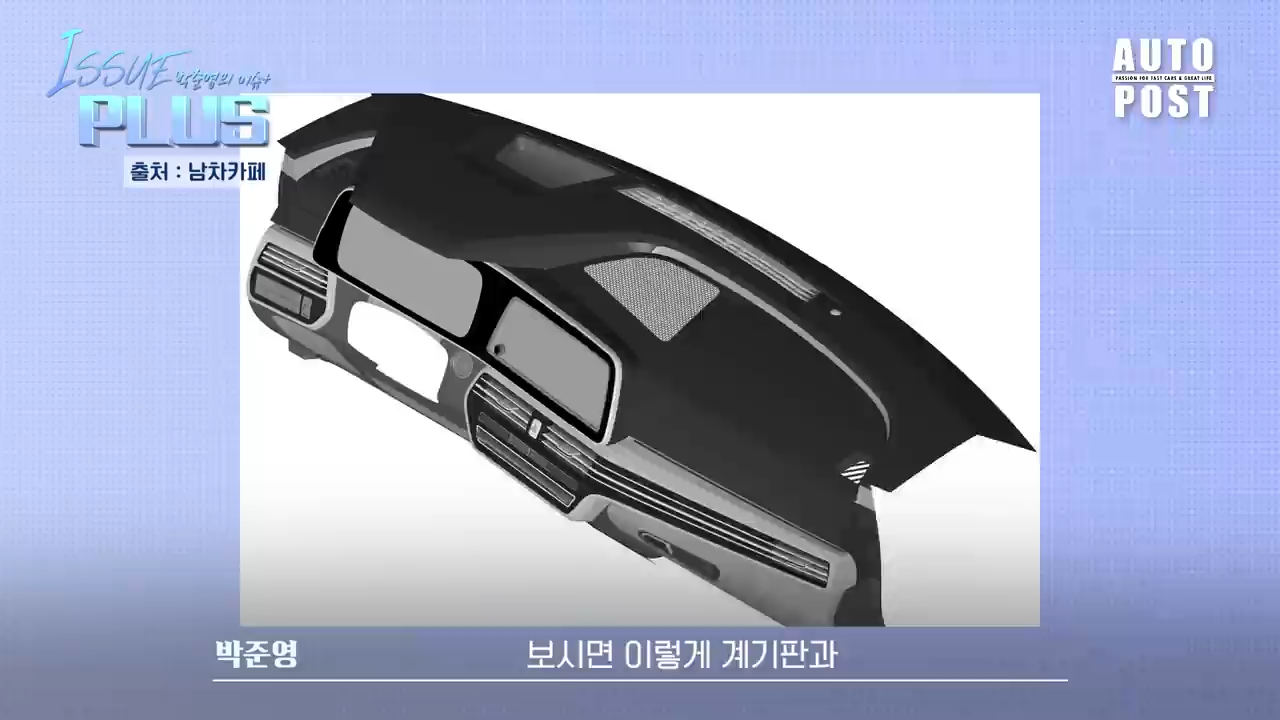 ISSUE
박준영의 이슈+
PLUS
출처 : 남차카페
AUTO
PASSION FOR FAST CARS & GREAT LIFE
POST
박준영
보시면 이렇게 계기판과